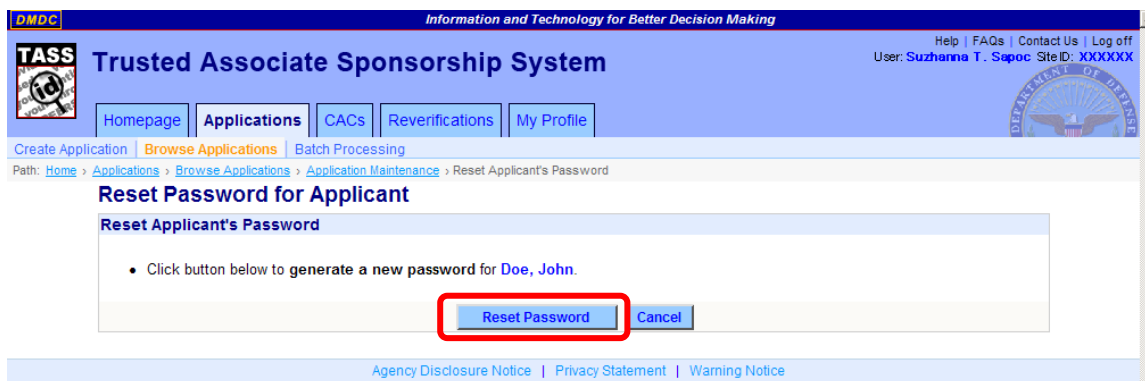 DMDC
Information and Technology for Better Decision Making
TASS
id
Trusted Associate Sponsorship System
Help | FAQs | Contact Us | Log off
User: Suzhanna T. Sapoc SiteID: XXXXXX
Homepage Applications CACs Reverifications My Profile
Create Application | Browse Applications | Batch Processing
Path: Home › Applications › Browse Applications › Application Maintenance › Reset Applicant's Password
Reset Password for Applicant
Reset Applicant's Password
• Click button below to generate a new password for Doe, John.
Reset Password Cancel
Agency Disclosure Notice | Privacy Statement | Warning Notice